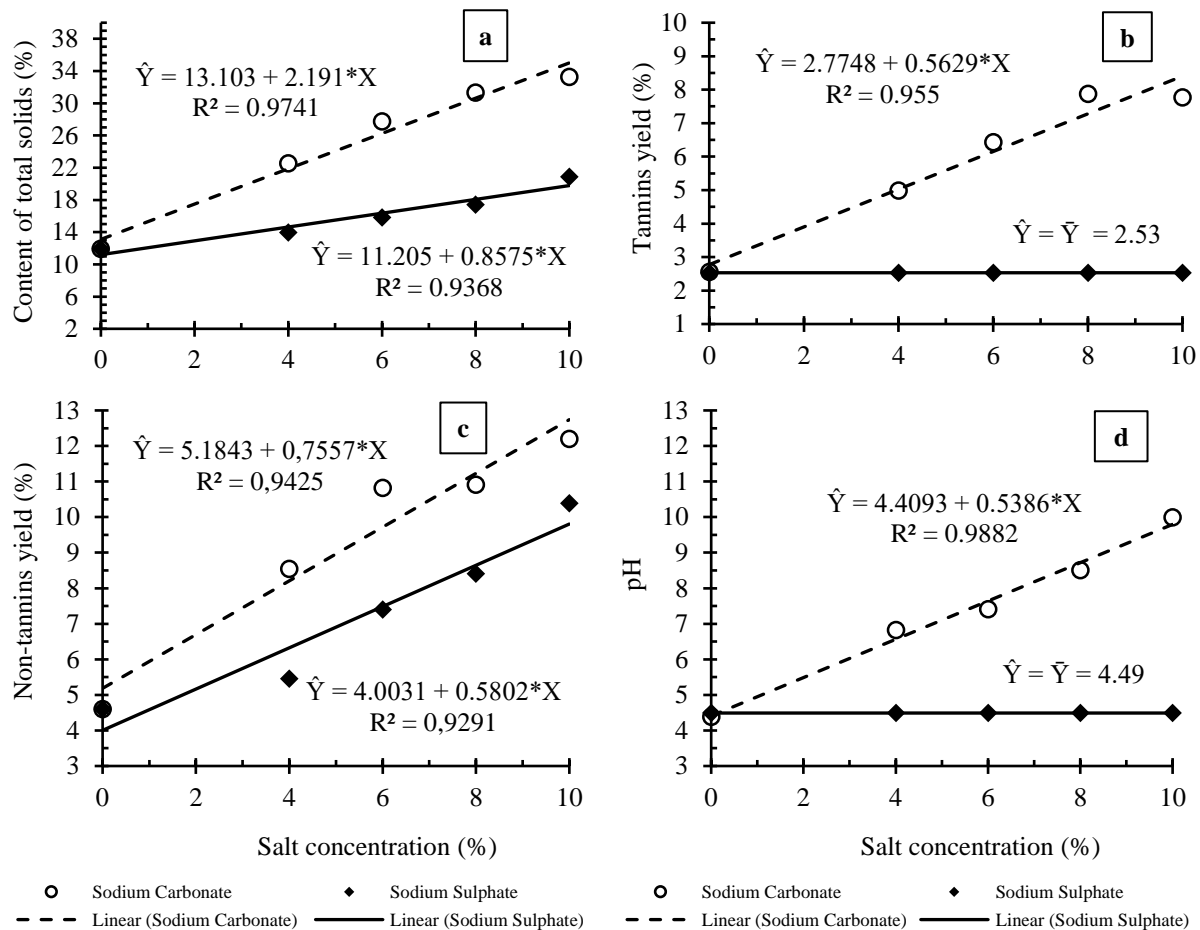 a
Content of total solids (%)
38
34
30
26
22
18
14
10
6
2
Ŷ = 13.103 + 2.191*X
R² = 0.9741
Ŷ = 11.205 + 0.8575*X
R² = 0.9368
0 2 4 6 8 10
b
Tannins yield (%)
10
9
8
7
6
5
4
3
2
1
Ŷ = 2.7748 + 0.5629*X
R² = 0.955
Ŷ = Ȳ = 2.53
0 2 4 6 8 10
c
Non-tannins yield (%)
13
12
11
10
9
8
7
6
5
4
3
Ŷ = 5.1843 + 0,7557*X
R² = 0,9425
Ŷ = 4.0031 + 0.5802*X
R² = 0,9291
0 2 4 6 8 10
Salt concentration (%)
d
pH
13
12
11
10
9
8
7
6
5
4
3
Ŷ = 4.4093 + 0.5386*X
R² = 0.9882
Ŷ = Ȳ = 4.49
0 2 4 6 8 10
Salt concentration (%)
Sodium Carbonate Sodium Sulphate
Linear (Sodium Carbonate) Linear (Sodium Sulphate)
Sodium Carbonate Sodium Sulphate
Linear (Sodium Carbonate) Linear (Sodium Sulphate)